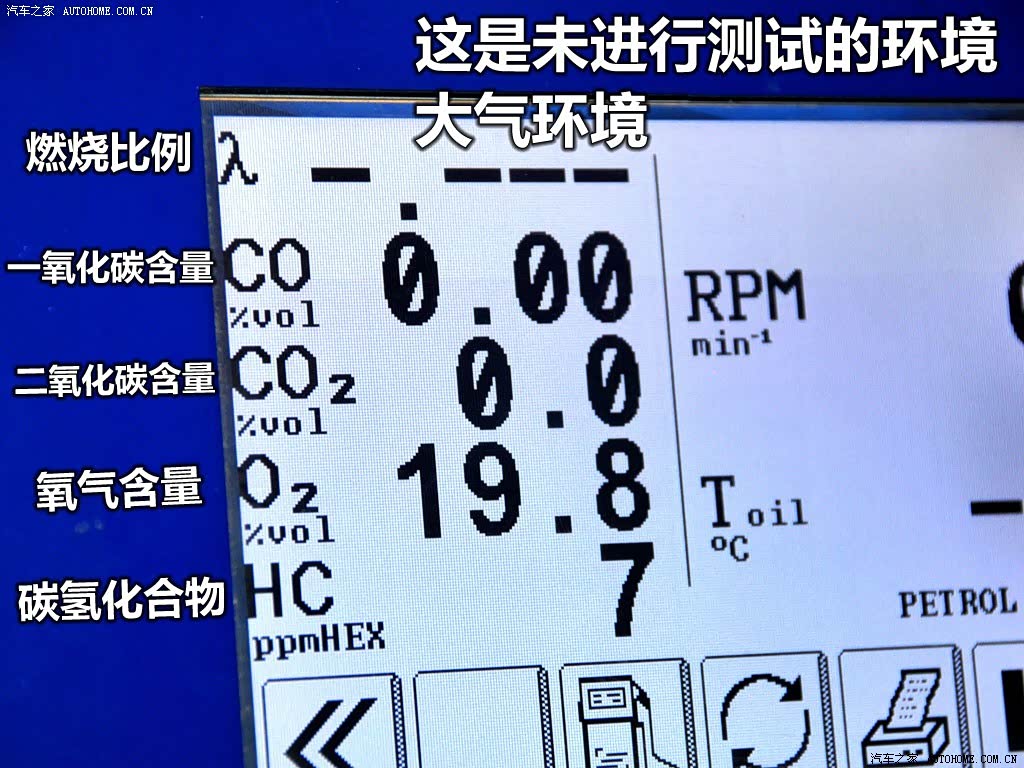 汽车之家 AUTOHOME.COM.CN
这是未进行测试的环境
大气环境
燃烧比例 λ - . - - -
一氧化碳含量 CO 0.00
%vol
RPM
min⁻¹
二氧化碳含量 CO₂ 0.0
%vol
氧气含量 O₂ 19.8
%vol
Toil
ºC
碳氢化合物 HC 7
ppmHEX
PETROL
汽车之家 AUTOHOME.COM.CN